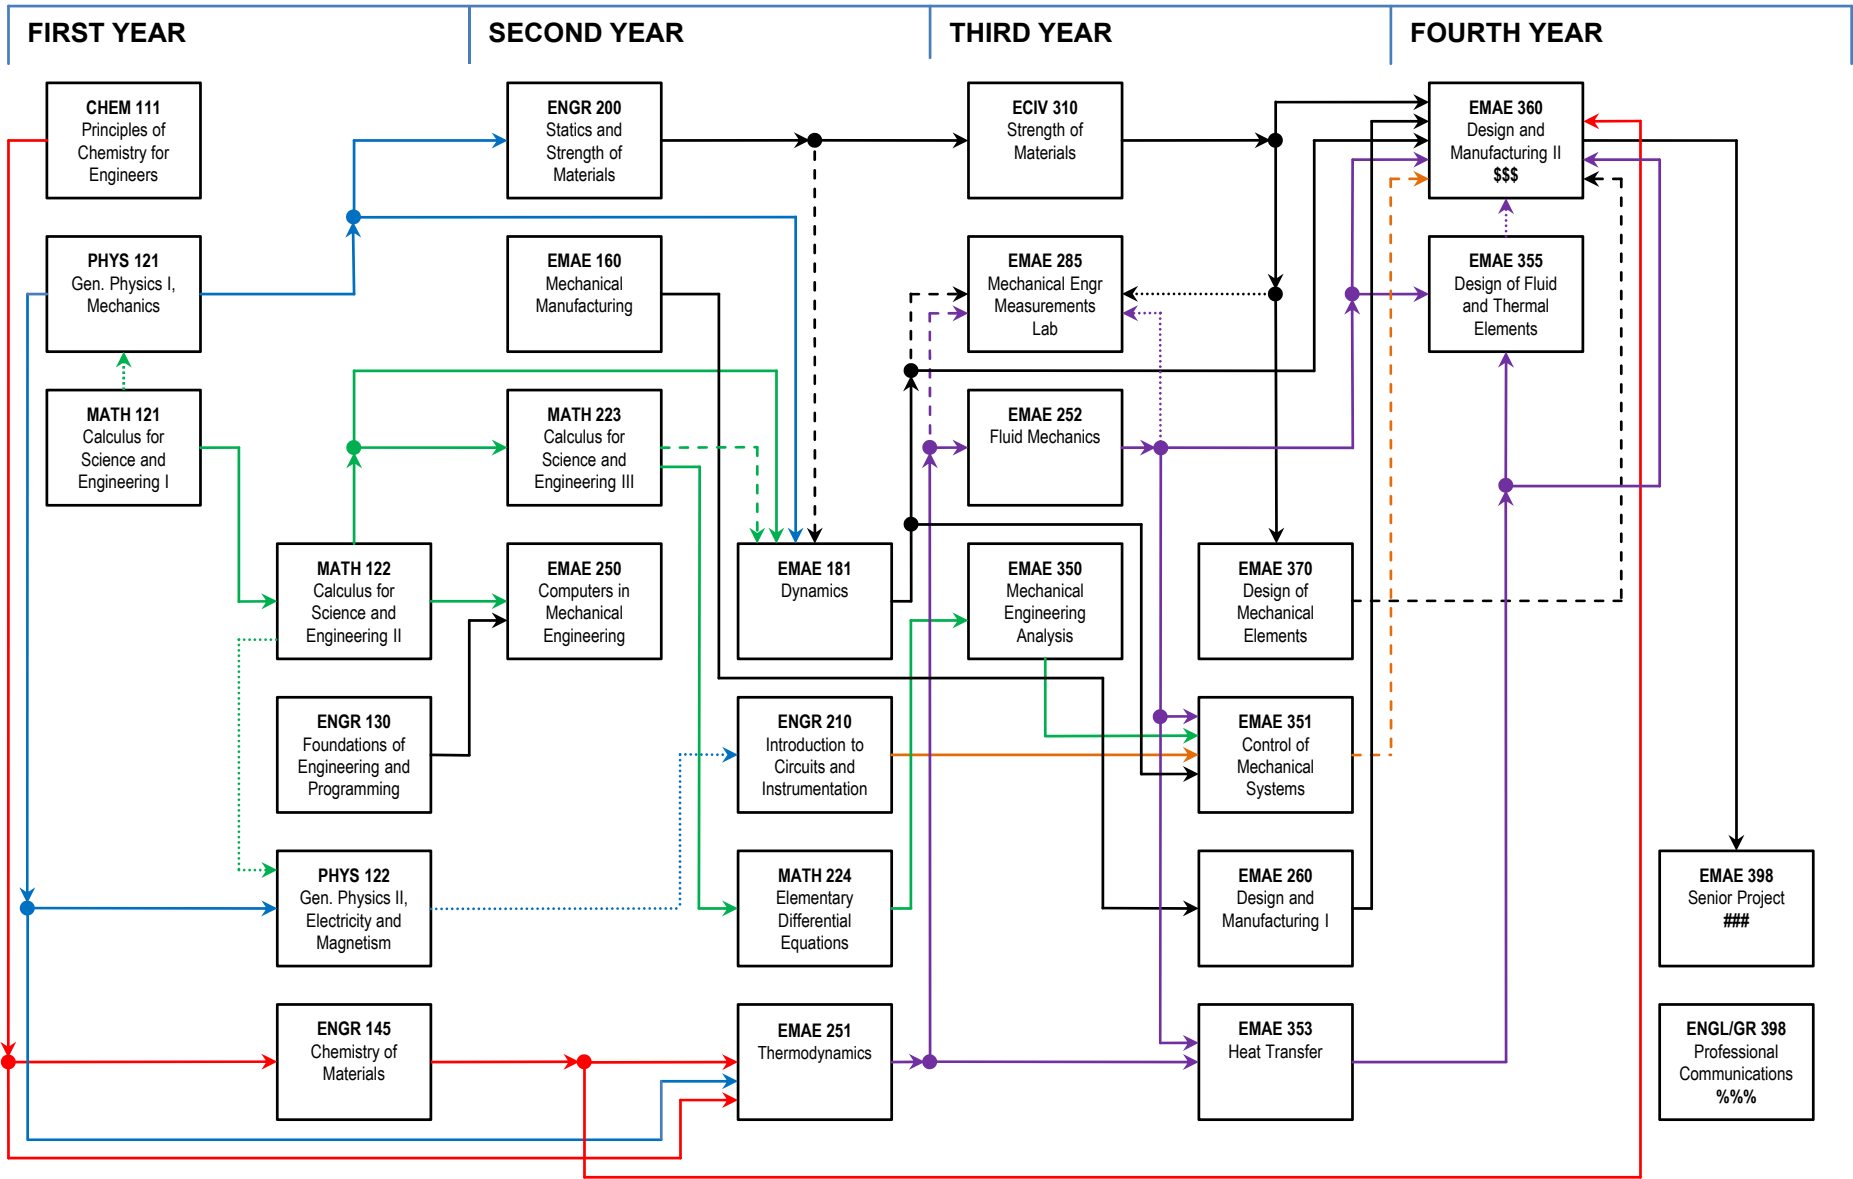 FIRST YEAR
SECOND YEAR
THIRD YEAR
FOURTH YEAR
CHEM 111
Principles of
Chemistry for
Engineers
ENGR 200
Statics and
Strength of
Materials
ECIV 310
Strength of
Materials
EMAE 360
Design and
Manufacturing II
$$$
PHYS 121
Gen. Physics I,
Mechanics
EMAE 160
Mechanical
Manufacturing
EMAE 285
Mechanical Engr
Measurements
Lab
EMAE 355
Design of Fluid
and Thermal
Elements
MATH 121
Calculus for
Science and
Engineering I
MATH 223
Calculus for
Science and
Engineering III
EMAE 252
Fluid Mechanics
MATH 122
Calculus for
Science and
Engineering II
EMAE 250
Computers in
Mechanical
Engineering
EMAE 181
Dynamics
EMAE 350
Mechanical
Engineering
Analysis
EMAE 370
Design of
Mechanical
Elements
ENGR 130
Foundations of
Engineering and
Programming
ENGR 210
Introduction to
Circuits and
Instrumentation
EMAE 351
Control of
Mechanical
Systems
PHYS 122
Gen. Physics II,
Electricity and
Magnetism
MATH 224
Elementary
Differential
Equations
EMAE 260
Design and
Manufacturing I
EMAE 398
Senior Project
###
ENGR 145
Chemistry of
Materials
EMAE 251
Thermodynamics
EMAE 353
Heat Transfer
ENGL/GR 398
Professional
Communications
%%%